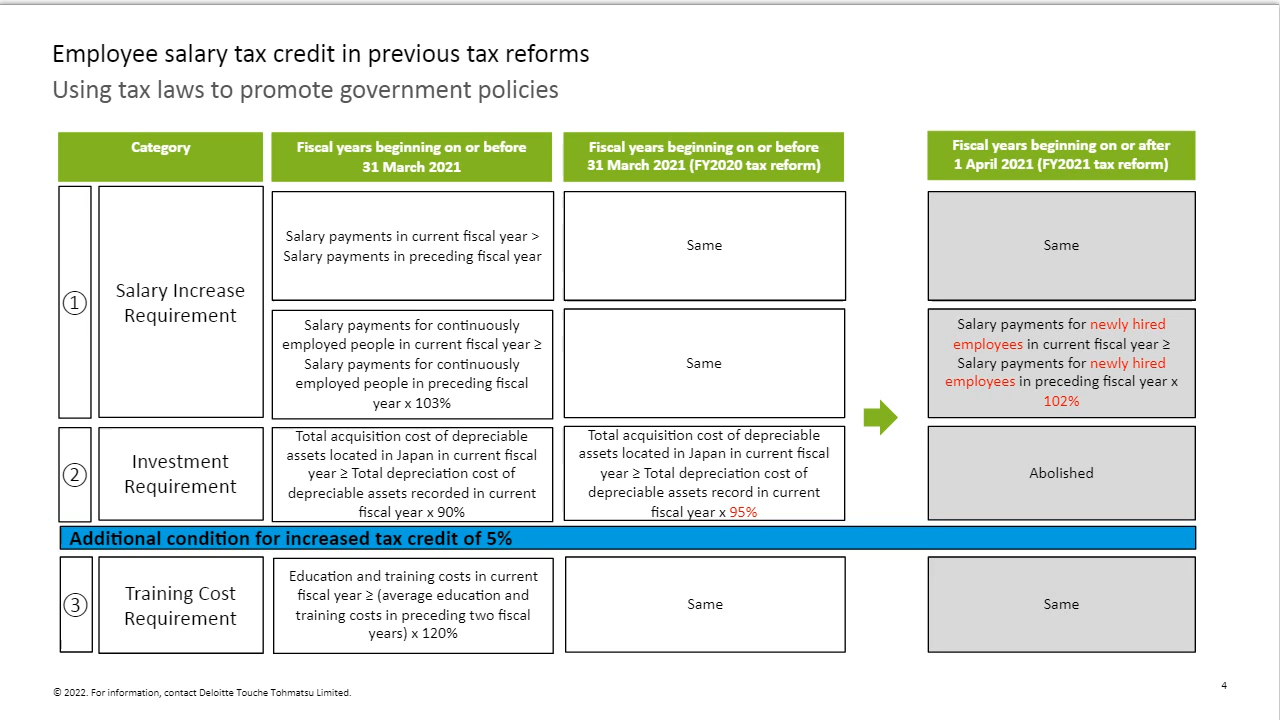 Employee salary tax credit in previous tax reforms
Using tax laws to promote government policies
Category
Fiscal years beginning on or before
31 March 2021
Fiscal years beginning on or before
31 March 2021 (FY2020 tax reform)
Fiscal years beginning on or after
1 April 2021 (FY2021 tax reform)
①
Salary Increase
Requirement
Salary payments in current fiscal year >
Salary payments in preceding fiscal year
Same
Same
Salary payments for continuously
employed people in current fiscal year ≥
Salary payments for continuously
employed people in preceding fiscal
year x 103%
Same
Salary payments for newly hired
employees in current fiscal year ≥
Salary payments for newly hired
employees in preceding fiscal year x
102%
②
Investment
Requirement
Total acquisition cost of depreciable
assets located in Japan in current fiscal
year ≥ Total depreciation cost of
depreciable assets recorded in current
fiscal year x 90%
Total acquisition cost of depreciable
assets located in Japan in current fiscal
year ≥ Total depreciation cost of
depreciable assets record in current
fiscal year x 95%
Abolished
Additional condition for increased tax credit of 5%
③
Training Cost
Requirement
Education and training costs in current
fiscal year ≥ (average education and
training costs in preceding two fiscal
years) x 120%
Same
Same
© 2022. For information, contact Deloitte Touche Tohmatsu Limited.
4